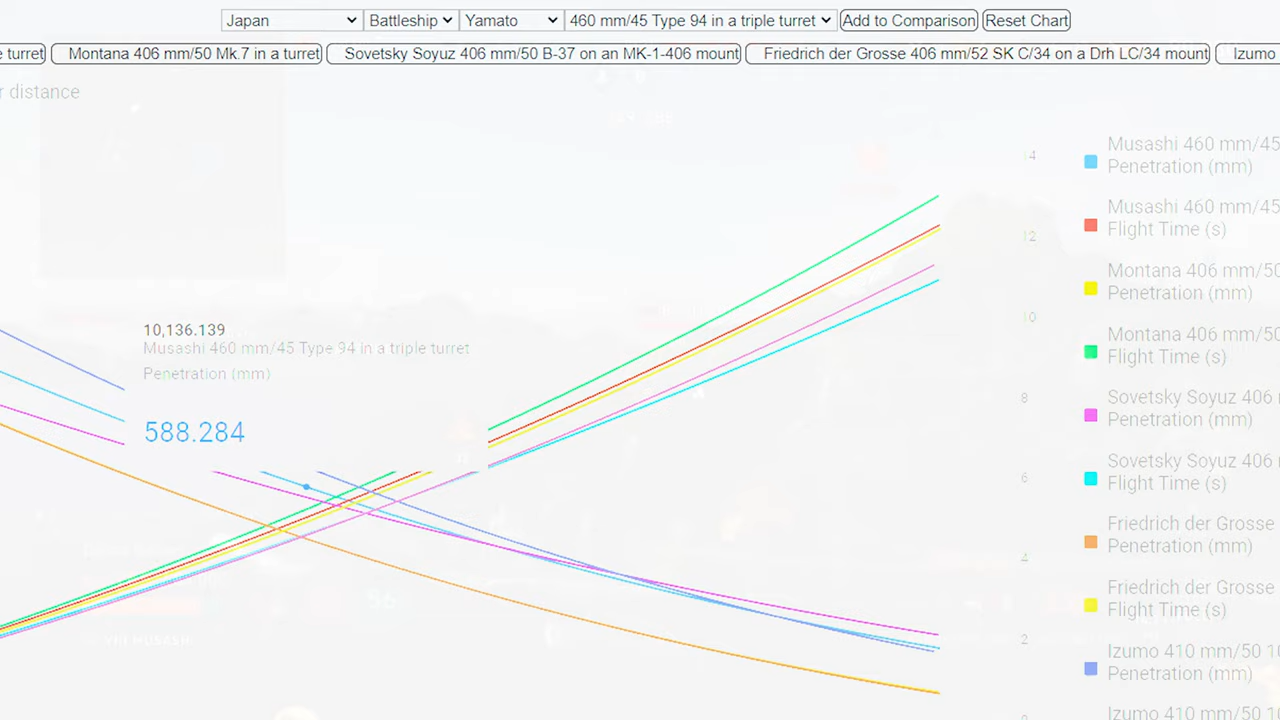 Japan Battleship Yamato 460 mm/45 Type 94 in a triple turret Add to Comparison Reset Chart
e turret Montana 406 mm/50 Mk.7 in a turret Sovetsky Soyuz 406 mm/50 B-37 on an MK-1-406 mount Friedrich der Grosse 406 mm/52 SK C/34 on a Drh LC/34 mount Izumo
r distance
14
Musashi 460 mm/45
Penetration (mm)
Musashi 460 mm/45
Flight Time (s)
12
Montana 406 mm/50
Penetration (mm)
10
Montana 406 mm/50
Flight Time (s)
10,136.139
Musashi 460 mm/45 Type 94 in a triple turret
Penetration (mm)
588.284
8
Sovetsky Soyuz 406
Penetration (mm)
6
Sovetsky Soyuz 406
Flight Time (s)
4
Friedrich der Grosse
Penetration (mm)
Friedrich der Grosse
Flight Time (s)
96
2
Izumo 410 mm/50 10
Penetration (mm)
Izumo 410 mm/50 10